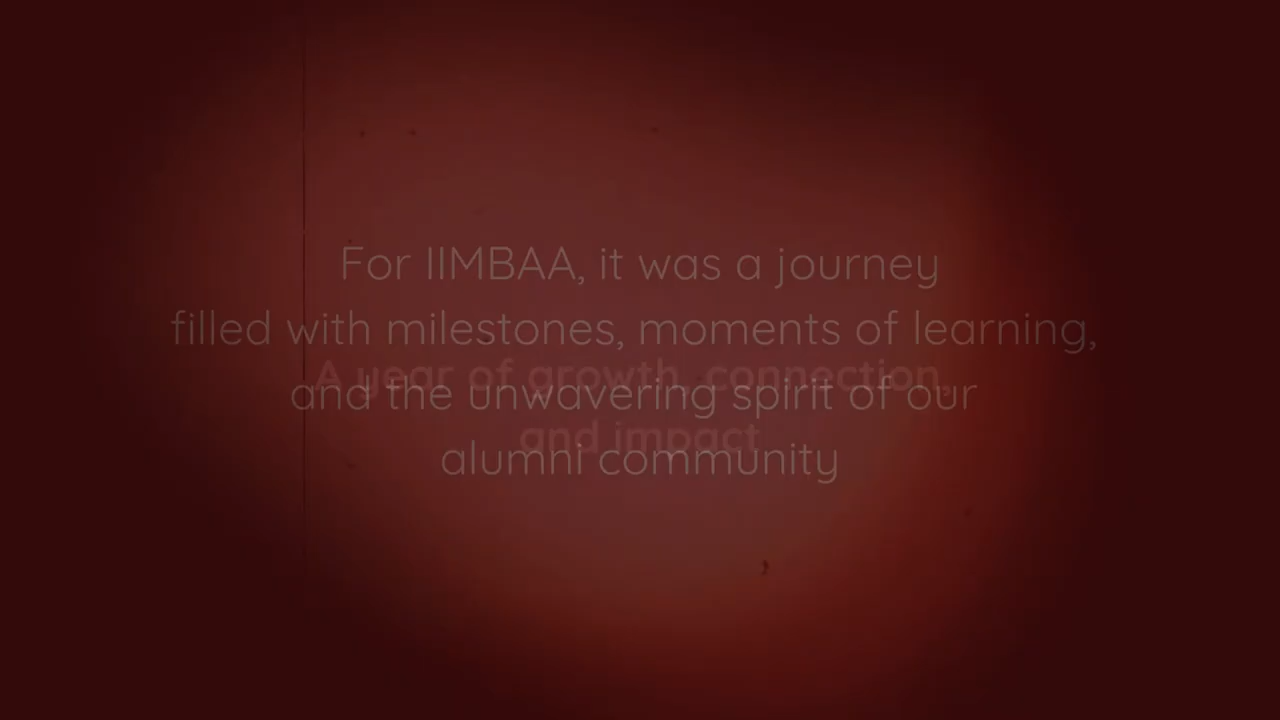 For IIMBAA, it was a journey
filled with milestones, moments of learning,
A year of growth, connection,
and the unwavering spirit of our
and impact
alumni community